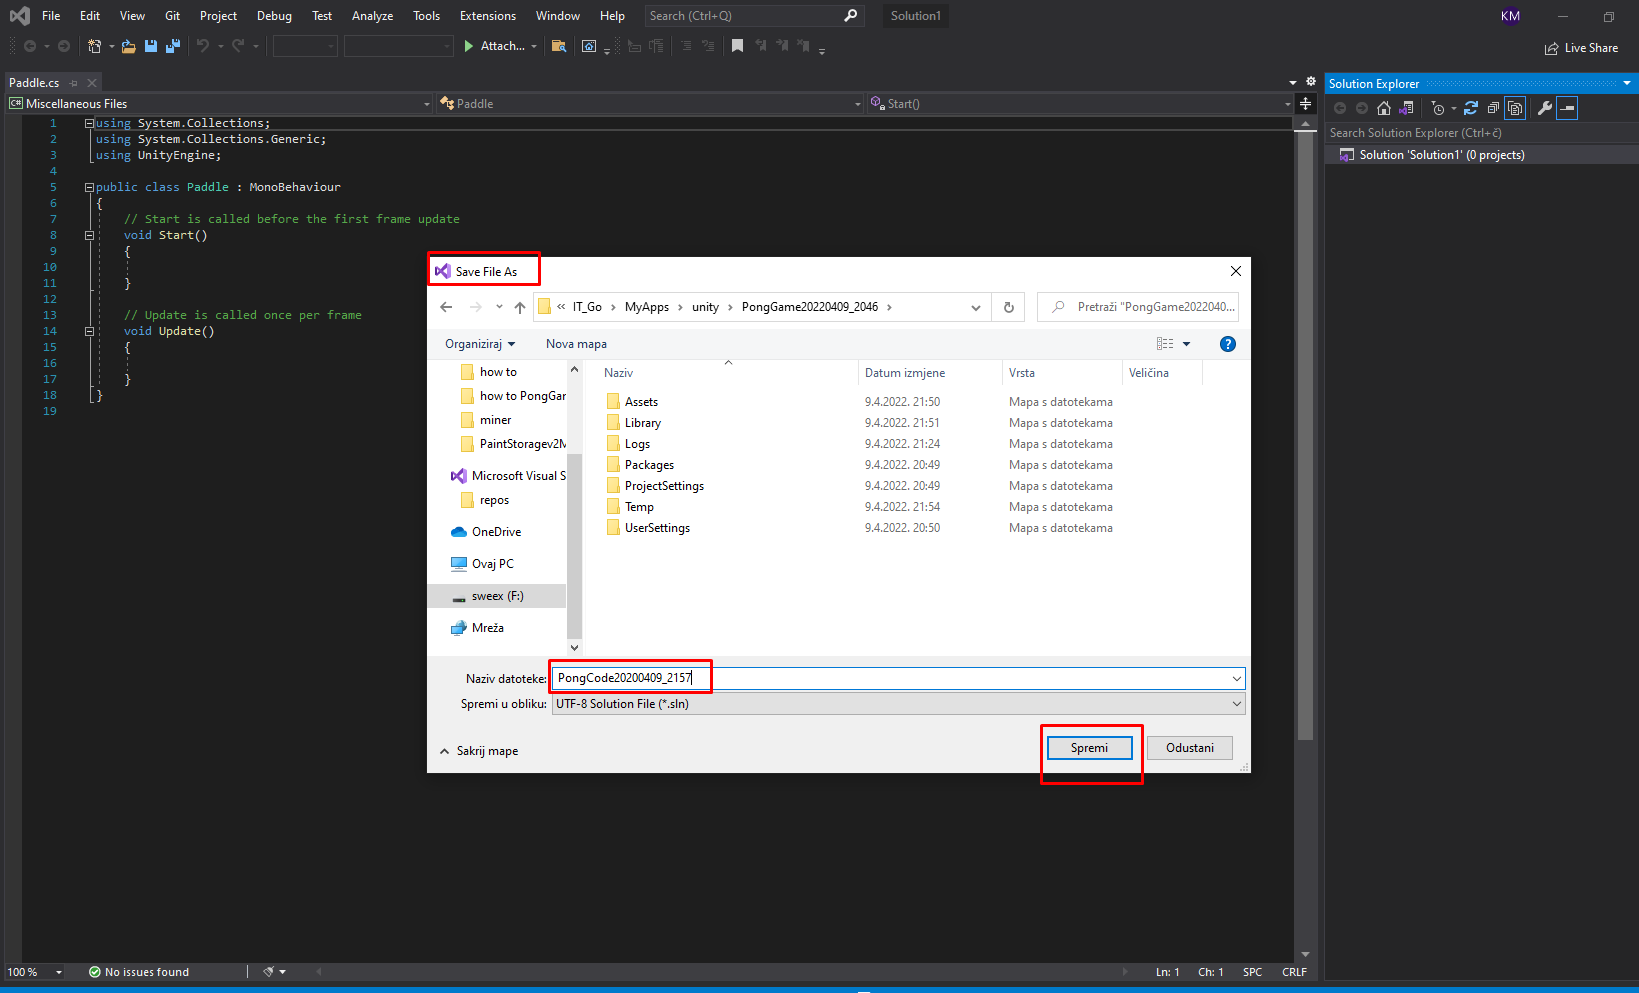 File Edit View Git Project Debug Test Analyze Tools Extensions Window Help Search (Ctrl+Q) Solution1 KM
Attach... Live Share
Paddle.cs
C# Miscellaneous Files Paddle Start()
1 using System.Collections;
2 using System.Collections.Generic;
3 using UnityEngine;
4
5 public class Paddle : MonoBehaviour
6 {
7 // Start is called before the first frame update
8 void Start()
9 {
10
11 }
12
13 // Update is called once per frame
14 void Update()
15 {
16
17 }
18 }
19
Solution Explorer
Search Solution Explorer (Ctrl+č)
Solution 'Solution1' (0 projects)
Save File As
« IT_Go › MyApps › unity › PongGame20220409_2046 ›
Pretraži "PongGame2022040...
Organiziraj Nova mapa ?
how to
how to PongGar
miner
PaintStoragev2M
Microsoft Visual S
repos
OneDrive
Ovaj PC
sweex (F:)
Mreža
Naziv Datum izmjene Vrsta Veličina
Assets 9.4.2022. 21:50 Mapa s datotekama
Library 9.4.2022. 21:51 Mapa s datotekama
Logs 9.4.2022. 21:24 Mapa s datotekama
Packages 9.4.2022. 20:49 Mapa s datotekama
ProjectSettings 9.4.2022. 20:49 Mapa s datotekama
Temp 9.4.2022. 21:54 Mapa s datotekama
UserSettings 9.4.2022. 20:50 Mapa s datotekama
Naziv datoteke: PongCode20200409_2157
Spremi u obliku: UTF-8 Solution File (*.sln)
Sakrij mape Spremi Odustani
100 % No issues found Ln: 1 Ch: 1 SPC CRLF